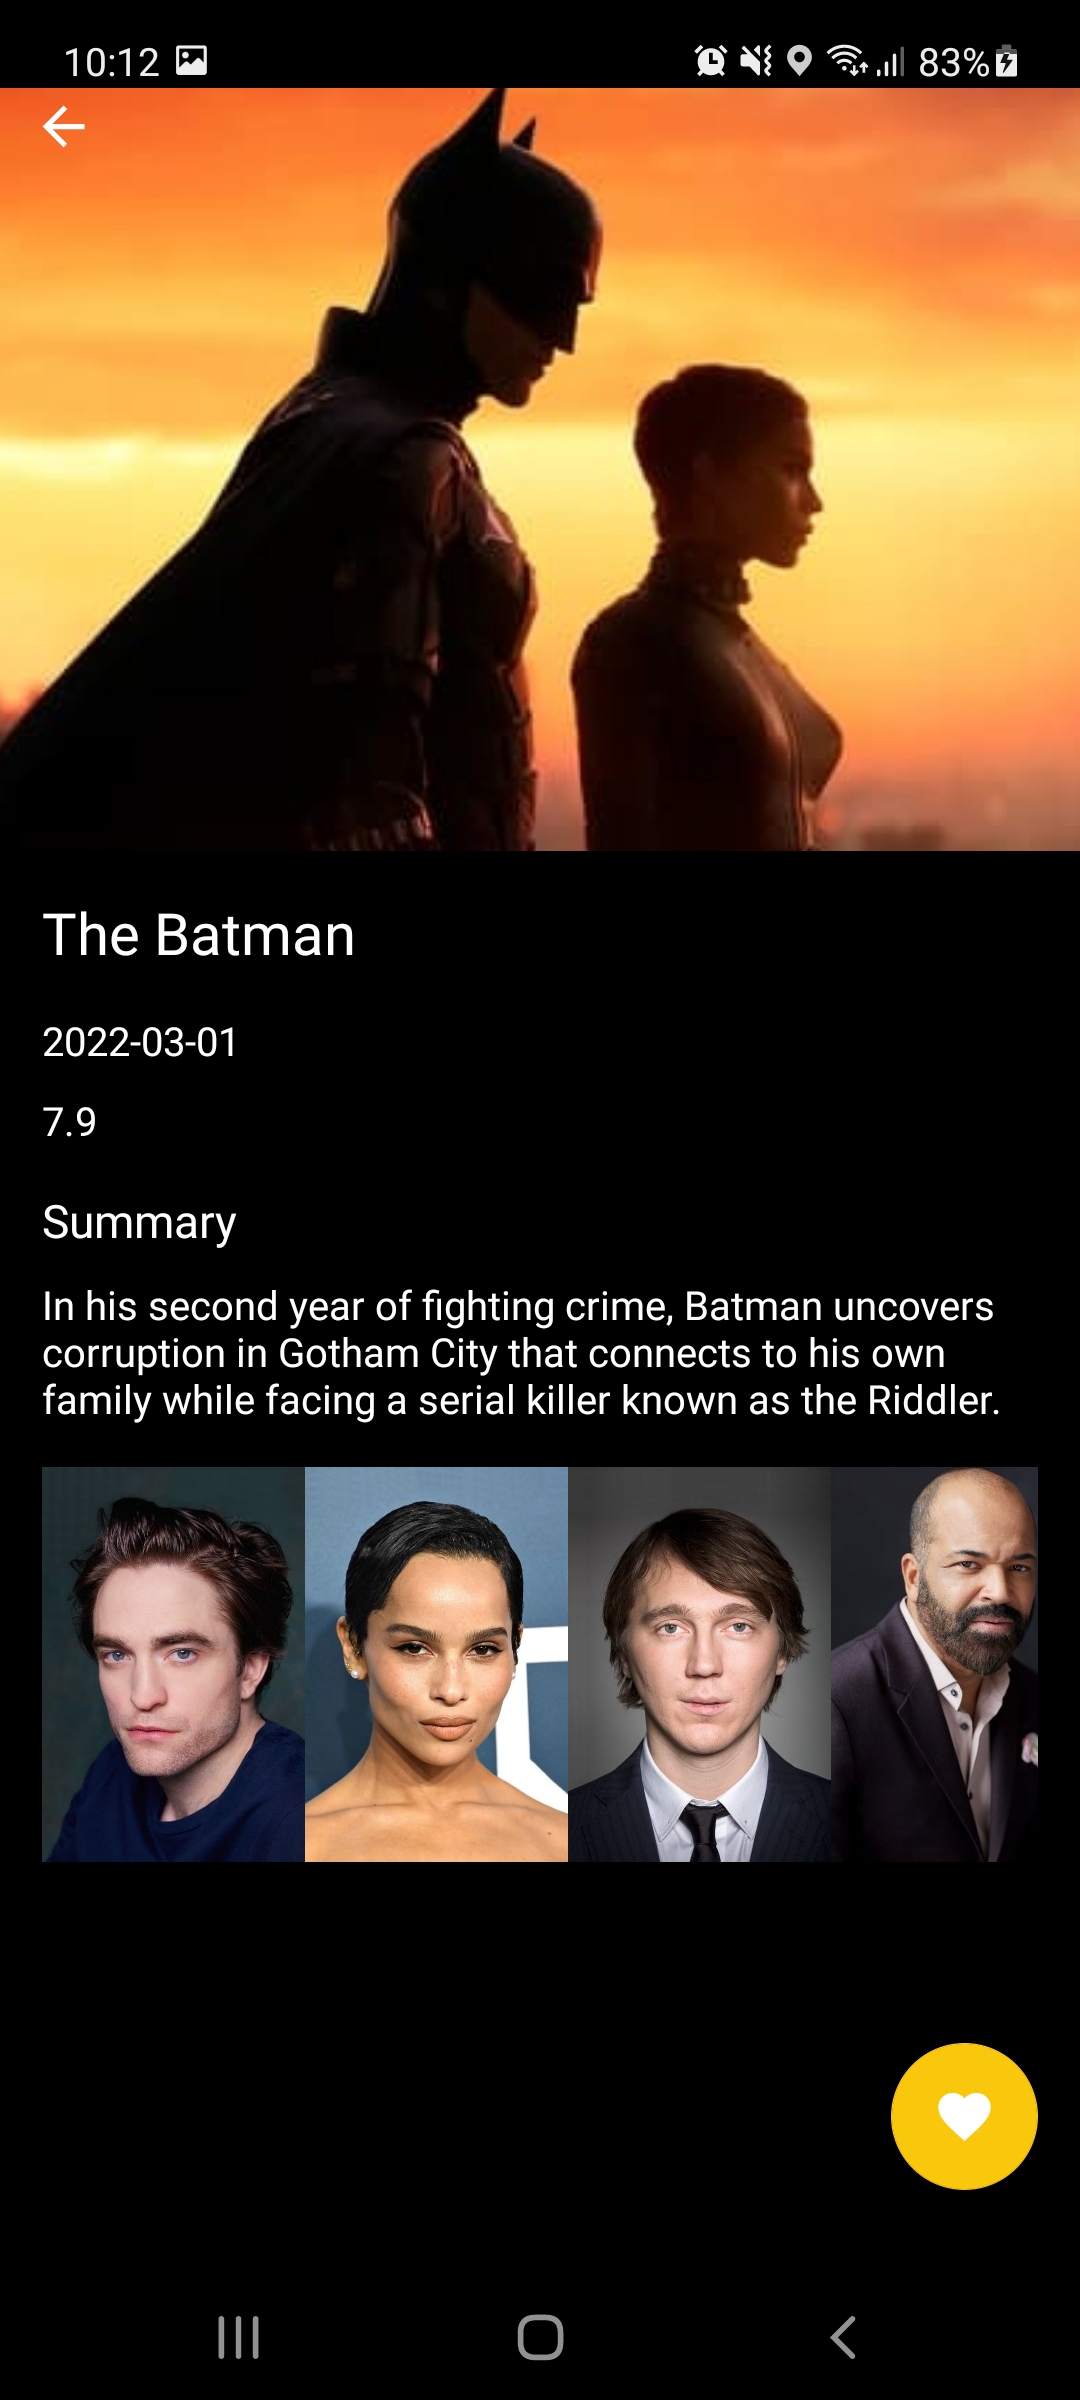 10:12
83%
The Batman
2022-03-01
7.9
Summary
In his second year of fighting crime, Batman uncovers
corruption in Gotham City that connects to his own
family while facing a serial killer known as the Riddler.